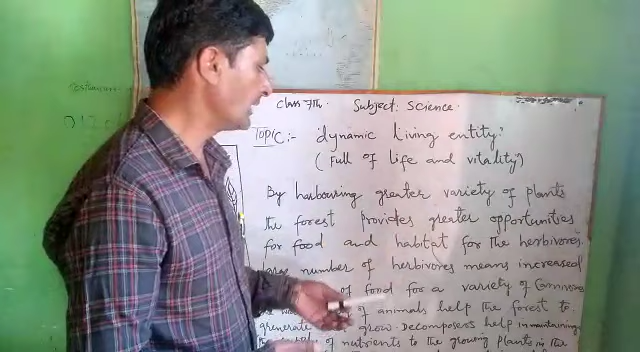 Class 7th Subject: Science.
Topic:- dynamic living entity:
(Full of life and vitality)
By harbouring greater variety of plants
the forest provides greater opportunities
for food and habitat for the herbivores.
number of herbivores means increased
of food for a variety of Carnivores
of animals help the forest to
generate grow. Decomposers help in maintaining
of nutrients to the growing plants in the